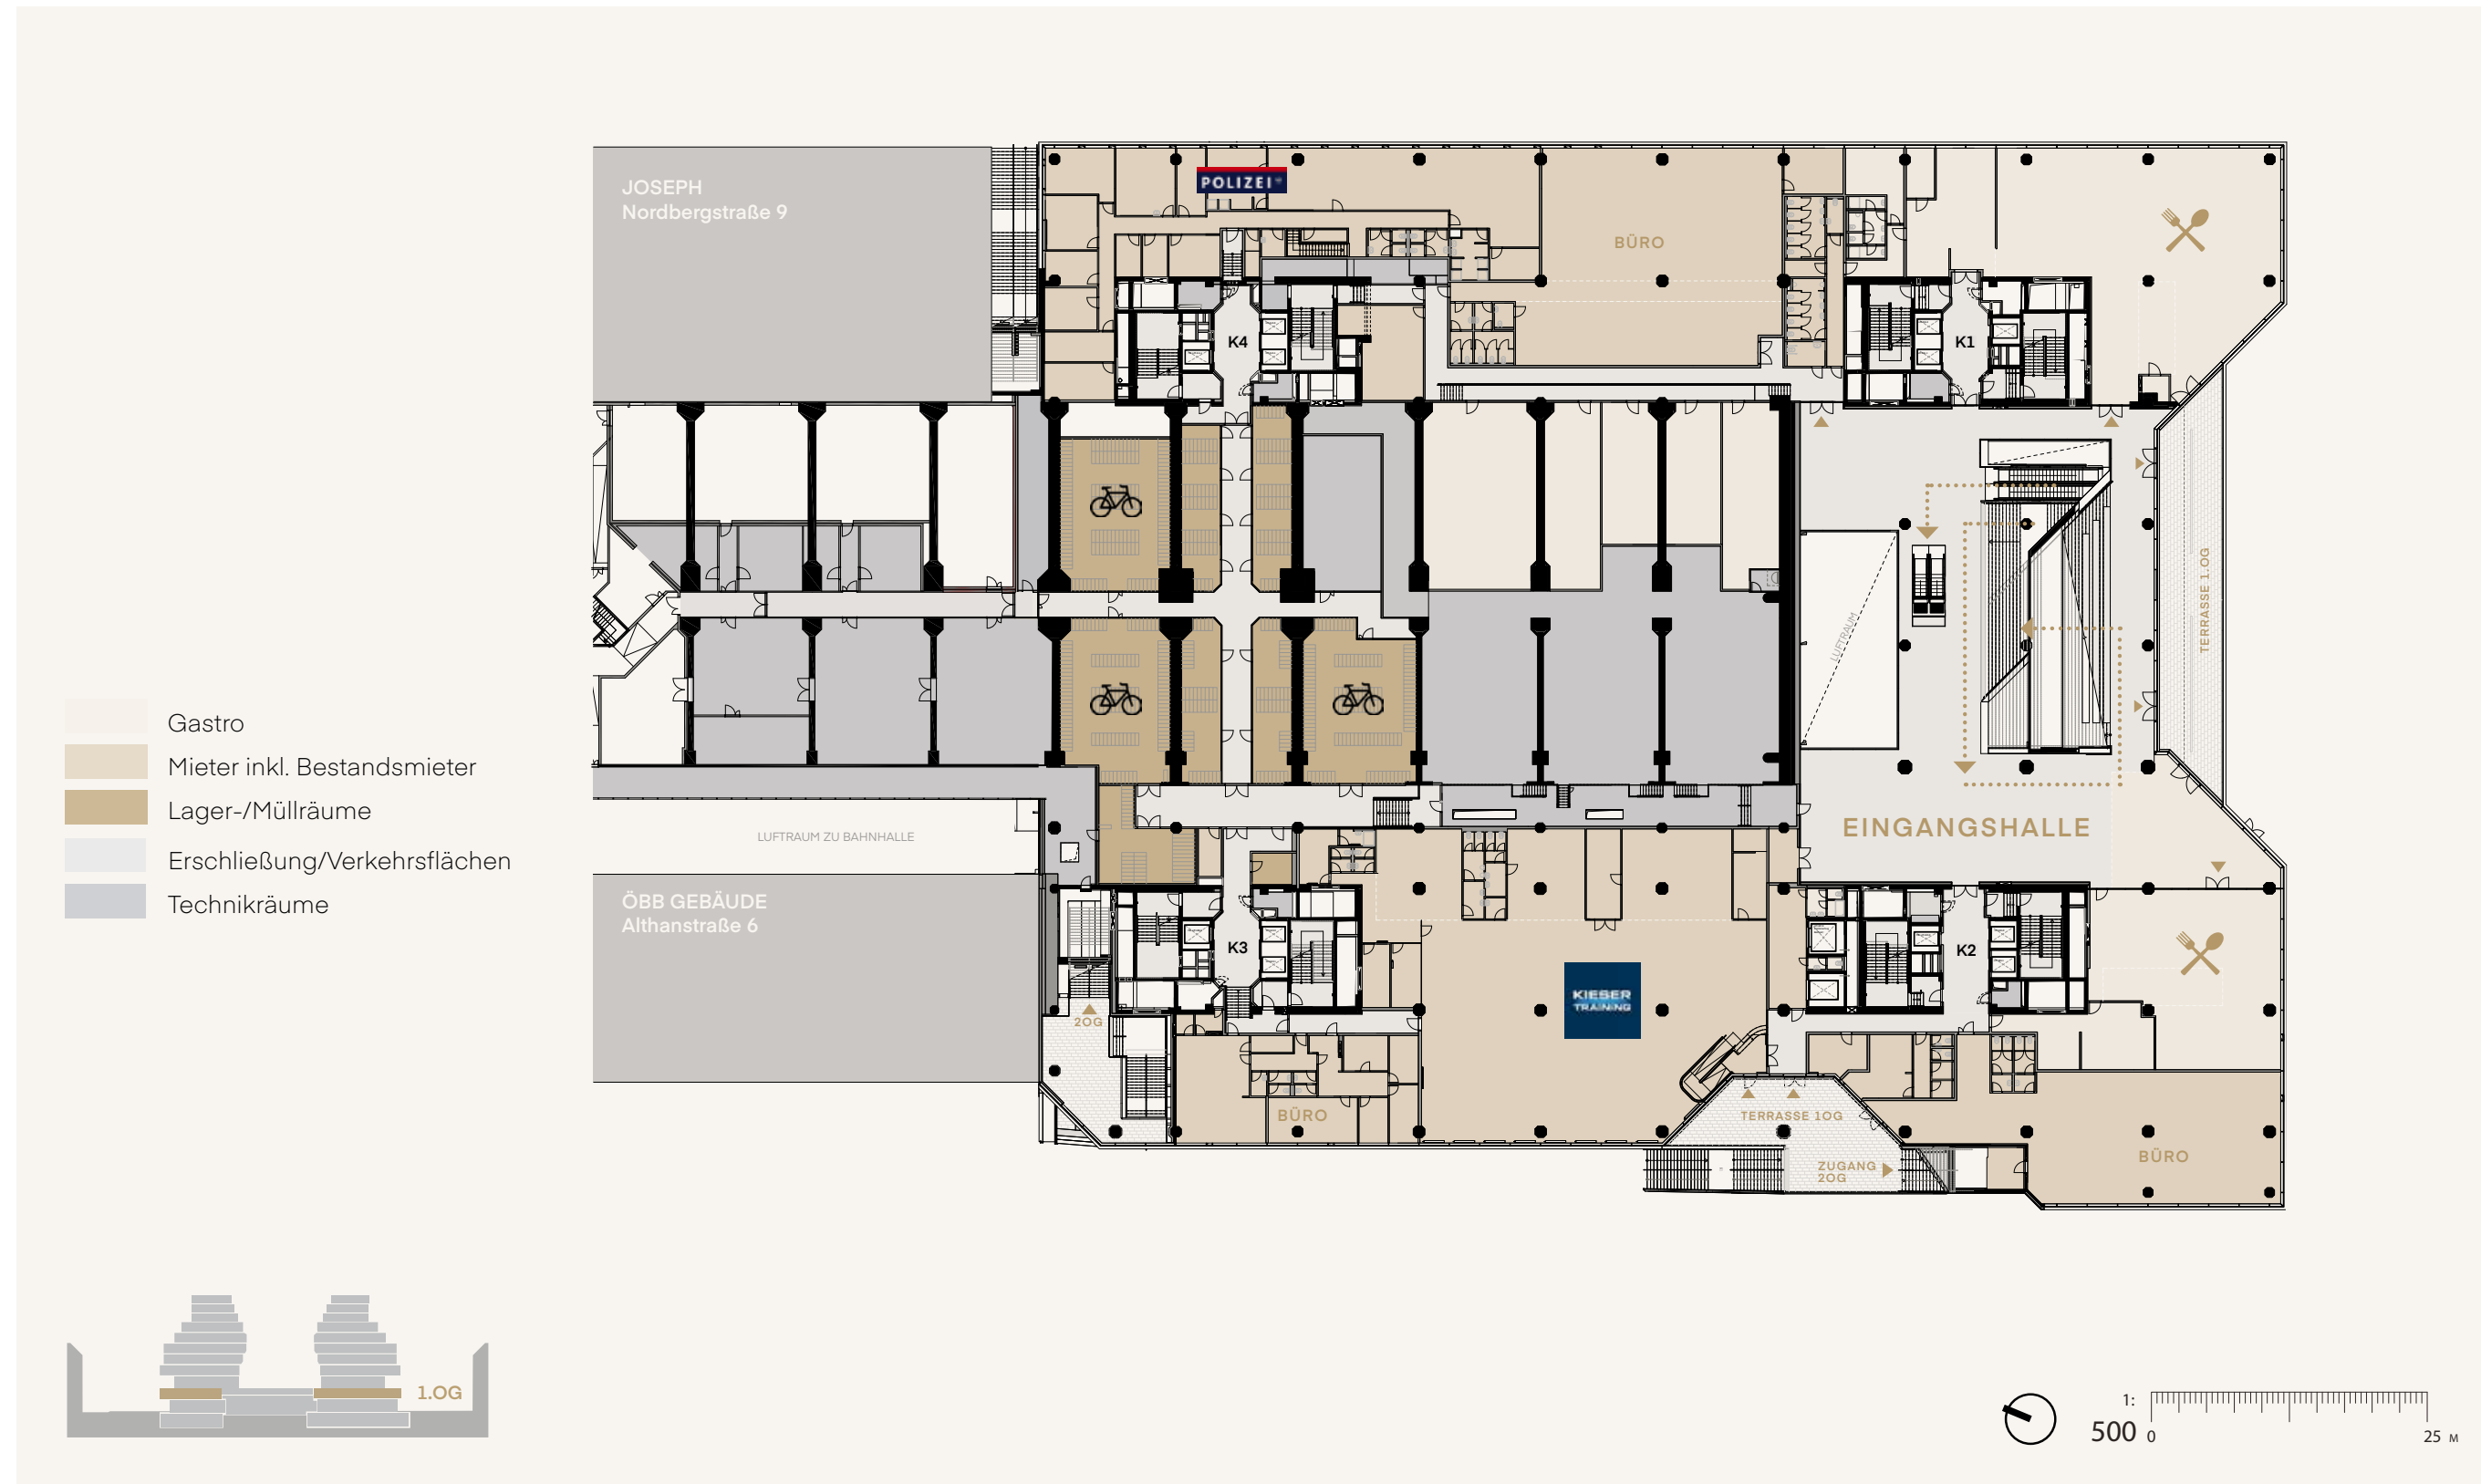 JOSEPH
Nordbergstraße 9
POLIZEI
BÜRO
K4
K1
LUFTRAUM
TERRASSE 1.OG
Gastro
Mieter inkl. Bestandsmieter
Lager-/Müllräume
Erschließung/Verkehrsflächen
Technikräume
LUFTRAUM ZU BAHNHALLE
EINGANGSHALLE
ÖBB GEBÄUDE
Althanstraße 6
K3
K2
KIESER
TRAINING
2OG
BÜRO
TERRASSE 1OG
ZUGANG
2OG
BÜRO
1.OG
1:
500
0
25 M